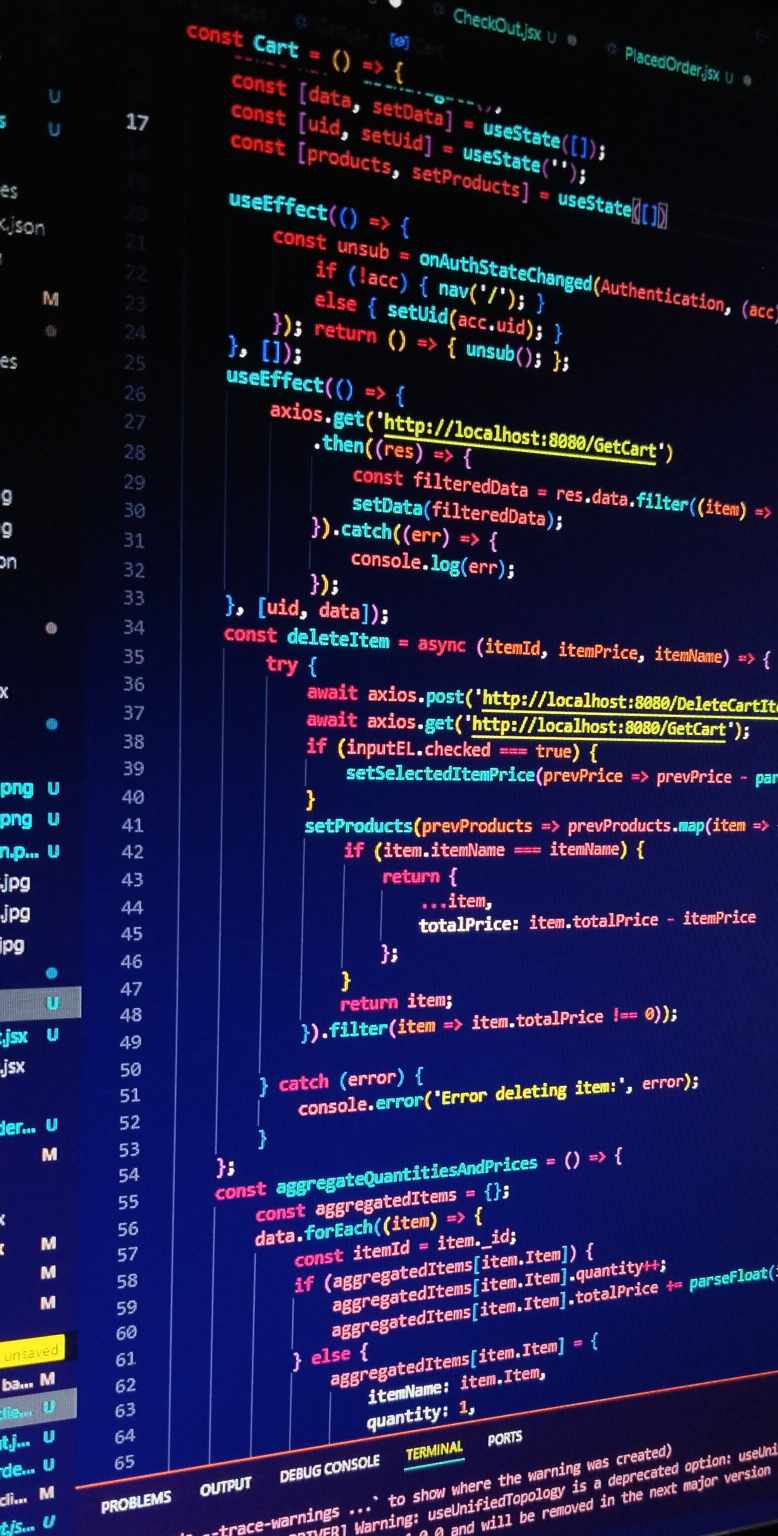 CheckOut.jsx U
PlacedOrder.jsx U
const Cart = () => {
17
const [data, setData] = useState([]);
const [uid, setUid] = useState('');
const [products, setProducts] = useState([])
20
21 useEffect(() => {
22 const unsub = onAuthStateChanged(Authentication, (acc)
23 if (!acc) { nav('/'); }
24 else { setUid(acc.uid); }
25 }); return () => { unsub(); };
}, []);
26 useEffect(() => {
27 axios.get('http://localhost:8080/GetCart')
28 .then((res) => {
29 const filteredData = res.data.filter((item) =>
30 setData(filteredData);
31 }).catch((err) => {
32 console.log(err);
33 });
}, [uid, data]);
34 const deleteItem = async (itemId, itemPrice, itemName) => {
35 try {
36 await axios.post('http://localhost:8080/DeleteCartIte
37 await axios.get('http://localhost:8080/GetCart');
38 if (inputEL.checked === true) {
39 setSelectedItemPrice(prevPrice => prevPrice - par
40 }
41 setProducts(prevProducts => prevProducts.map(item =>
42 if (item.itemName === itemName) {
43 return {
44 ...item,
45 totalPrice: item.totalPrice - itemPrice
46 };
47 }
48 return item;
49 }).filter(item => item.totalPrice !== 0));
50
51 } catch (error) {
52 console.error('Error deleting item:', error);
53 }
54 };
55 const aggregateQuantitiesAndPrices = () => {
56 const aggregatedItems = {};
57 data.forEach((item) => {
58 const itemId = item._id;
59 if (aggregatedItems[item.Item]) {
60 aggregatedItems[item.Item].quantity++;
61 aggregatedItems[item.Item].totalPrice += parseFloat(
62 } else {
63 aggregatedItems[item.Item] = {
64 itemName: item.Item,
65 quantity: 1,
U
U
es
x.json
M
es
g
g
on
x
png U
png U
n.p... U
.jpg
.jpg
jpg
U
.jsx U
.jsx
der... U
M
M
M
M
unsaved
ba... M
die... U
ut.j... U
rde... U
cli... M
t.js... U
PROBLEMS OUTPUT DEBUG CONSOLE TERMINAL PORTS
--trace-warnings ...` to show where the warning was created)
Warning: useUnifiedTopology is a deprecated option: useUni
and will be removed in the next major version